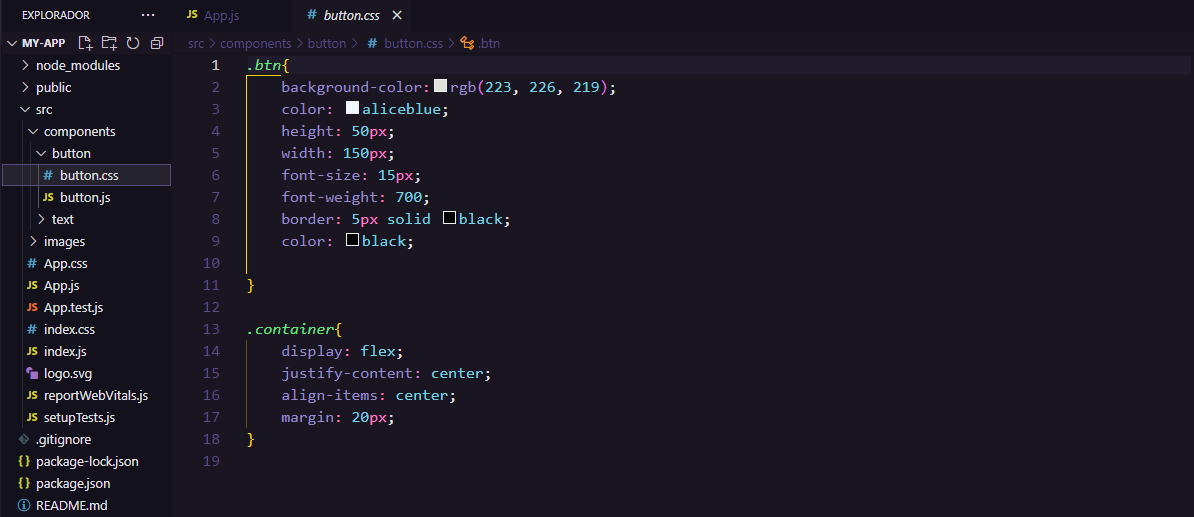 EXPLORADOR ···
MY-APP
node_modules
public
src
components
button
button.css
button.js
text
images
App.css
App.js
App.test.js
index.css
index.js
logo.svg
reportWebVitals.js
setupTests.js
.gitignore
package-lock.json
package.json
README.md
JS App.js
# button.css
src > components > button > # button.css > .btn
1 .btn{
2 background-color: rgb(223, 226, 219);
3 color: aliceblue;
4 height: 50px;
5 width: 150px;
6 font-size: 15px;
7 font-weight: 700;
8 border: 5px solid black;
9 color: black;
10
11 }
12
13 .container{
14 display: flex;
15 justify-content: center;
16 align-items: center;
17 margin: 20px;
18 }
19